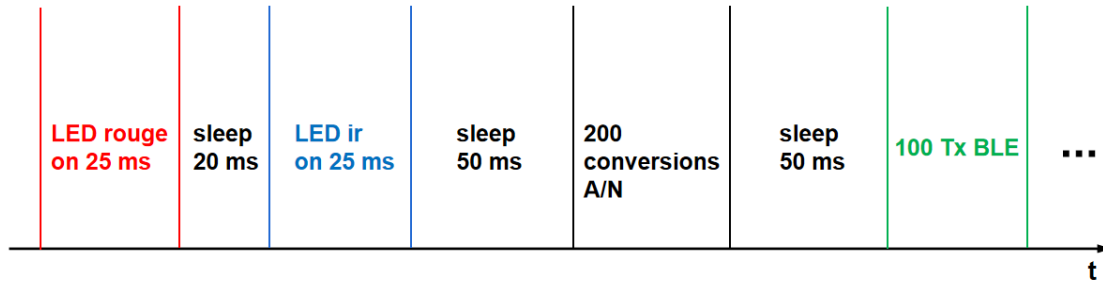 LED rouge
on 25 ms
sleep
20 ms
LED ir
on 25 ms
sleep
50 ms
200
conversions
A/N
sleep
50 ms
100 Tx BLE
...
t